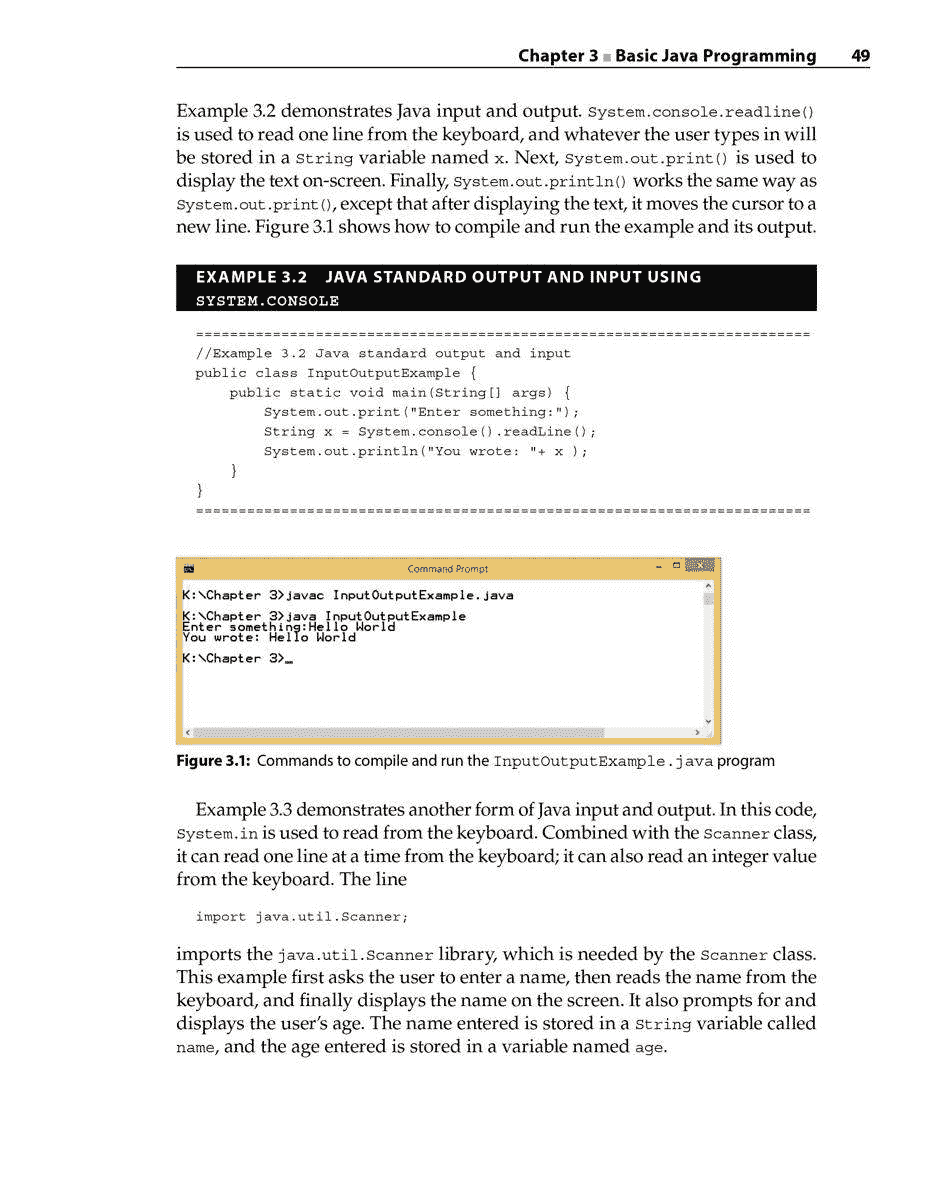 Chapter 3 ■ Basic Java Programming 49
Example 3.2 demonstrates Java input and output. System.console.readline()
is used to read one line from the keyboard, and whatever the user types in will
be stored in a String variable named x. Next, System.out.print() is used to
display the text on-screen. Finally, System.out.println() works the same way as
System.out.print(), except that after displaying the text, it moves the cursor to a
new line. Figure 3.1 shows how to compile and run the example and its output.
EXAMPLE 3.2 JAVA STANDARD OUTPUT AND INPUT USING
SYSTEM.CONSOLE
========================================================================
//Example 3.2 Java standard output and input
public class InputOutputExample {
    public static void main(String[] args) {
        System.out.print("Enter something:");
        String x = System.console().readLine();
        System.out.println("You wrote: "+ x );
    }
}
========================================================================
Command Prompt
K:\Chapter 3>javac InputOutputExample.java
K:\Chapter 3>java InputOutputExample
Enter something:Hello World
You wrote: Hello World
K:\Chapter 3>_
Figure 3.1: Commands to compile and run the InputOutputExample.java program
Example 3.3 demonstrates another form of Java input and output. In this code,
System.in is used to read from the keyboard. Combined with the Scanner class,
it can read one line at a time from the keyboard; it can also read an integer value
from the keyboard. The line
import java.util.Scanner;
imports the java.util.Scanner library, which is needed by the Scanner class.
This example first asks the user to enter a name, then reads the name from the
keyboard, and finally displays the name on the screen. It also prompts for and
displays the user's age. The name entered is stored in a String variable called
name, and the age entered is stored in a variable named age.